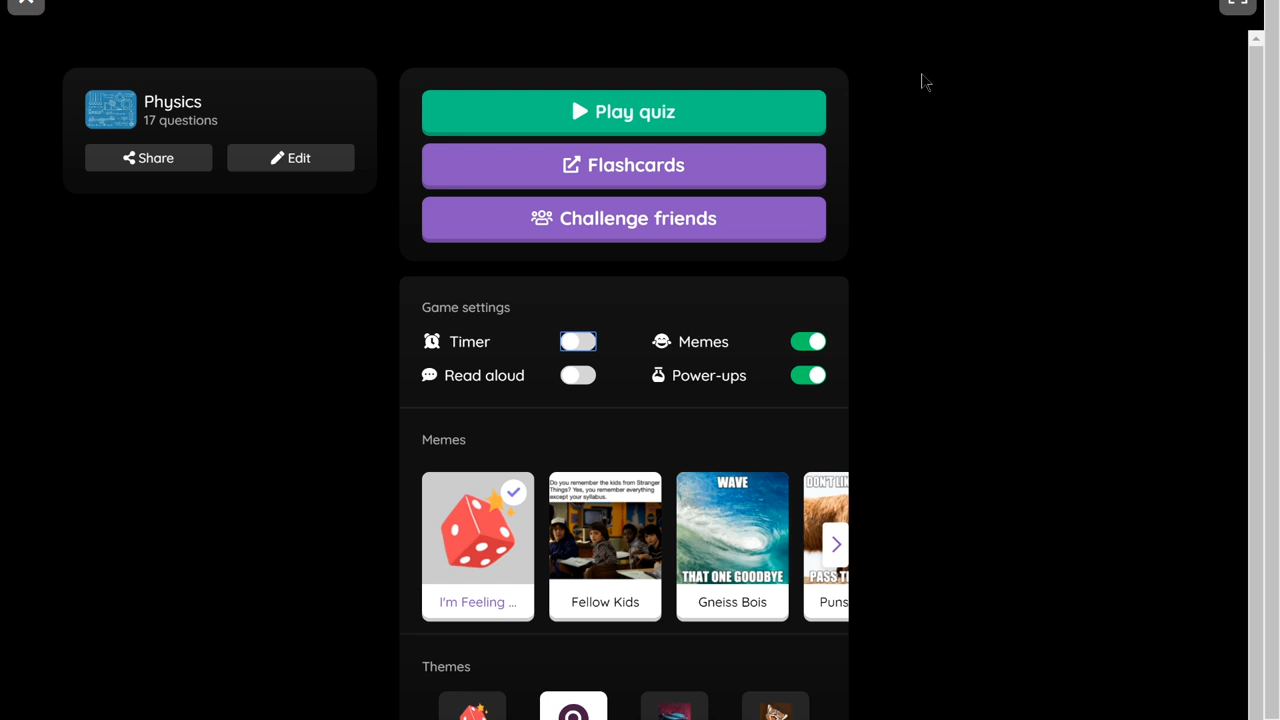 Physics
17 questions
Share
Edit
Play quiz
Flashcards
Challenge friends
Game settings
Timer
Memes
Read aloud
Power-ups
Memes
Do you remember the kids from Stranger
Things? Yes, you remember everything
except your syllabus.
WAVE
THAT ONE GOODBYE
DON'T
PASS
I'm Feeling ...
Fellow Kids
Gneiss Bois
Puns
Themes